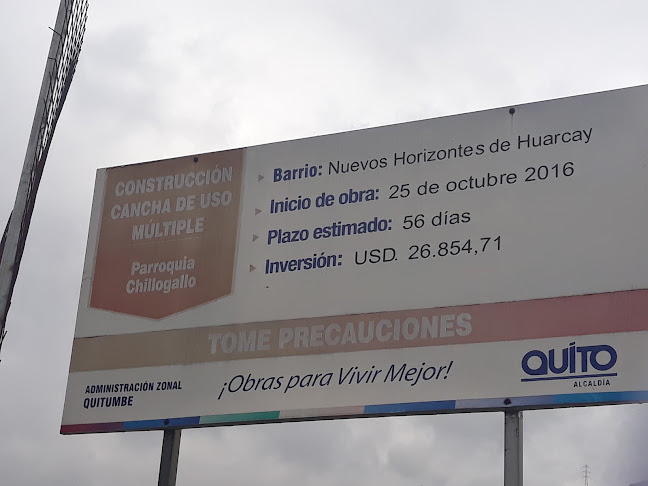 CONSTRUCCIÓN
CANCHA DE USO
MÚLTIPLE
Parroquia
Chillogallo
Barrio: Nuevos Horizontes de Huarcay
Inicio de obra: 25 de octubre 2016
Plazo estimado: 56 días
Inversión: USD. 26.854,71
TOME PRECAUCIONES
ADMINISTRACIÓN ZONAL
QUITUMBE
¡Obras para Vivir Mejor!
QUITO
ALCALDÍA